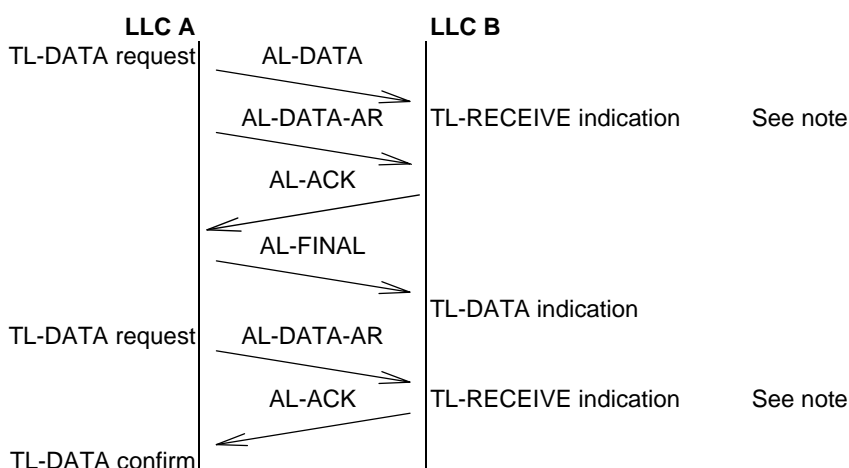 LLC A LLC B
TL-DATA request AL-DATA
AL-DATA-AR TL-RECEIVE indication See note
AL-ACK
AL-FINAL
TL-DATA indication
TL-DATA request AL-DATA-AR
AL-ACK TL-RECEIVE indication See note
TL-DATA confirm